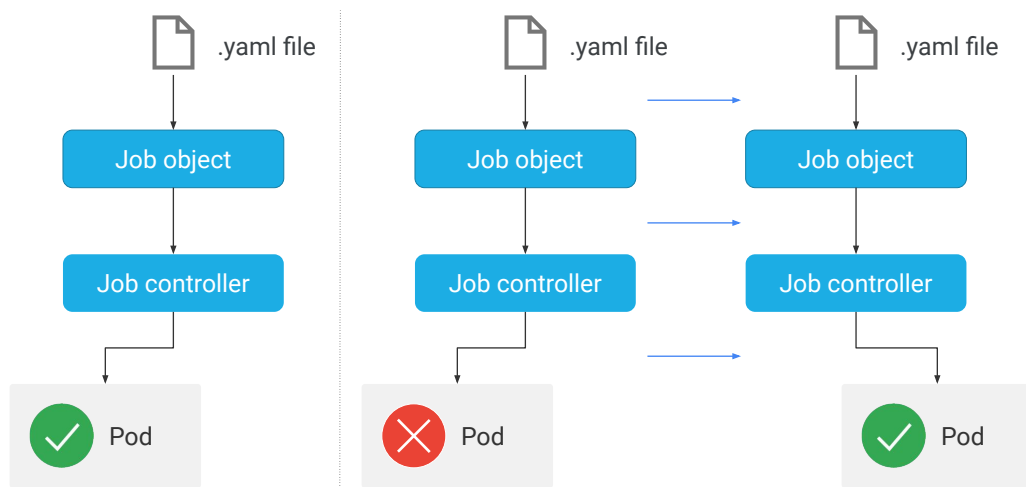 .yaml file
Job object
Job controller
Pod
.yaml file
Job object
Job controller
Pod
.yaml file
Job object
Job controller
Pod